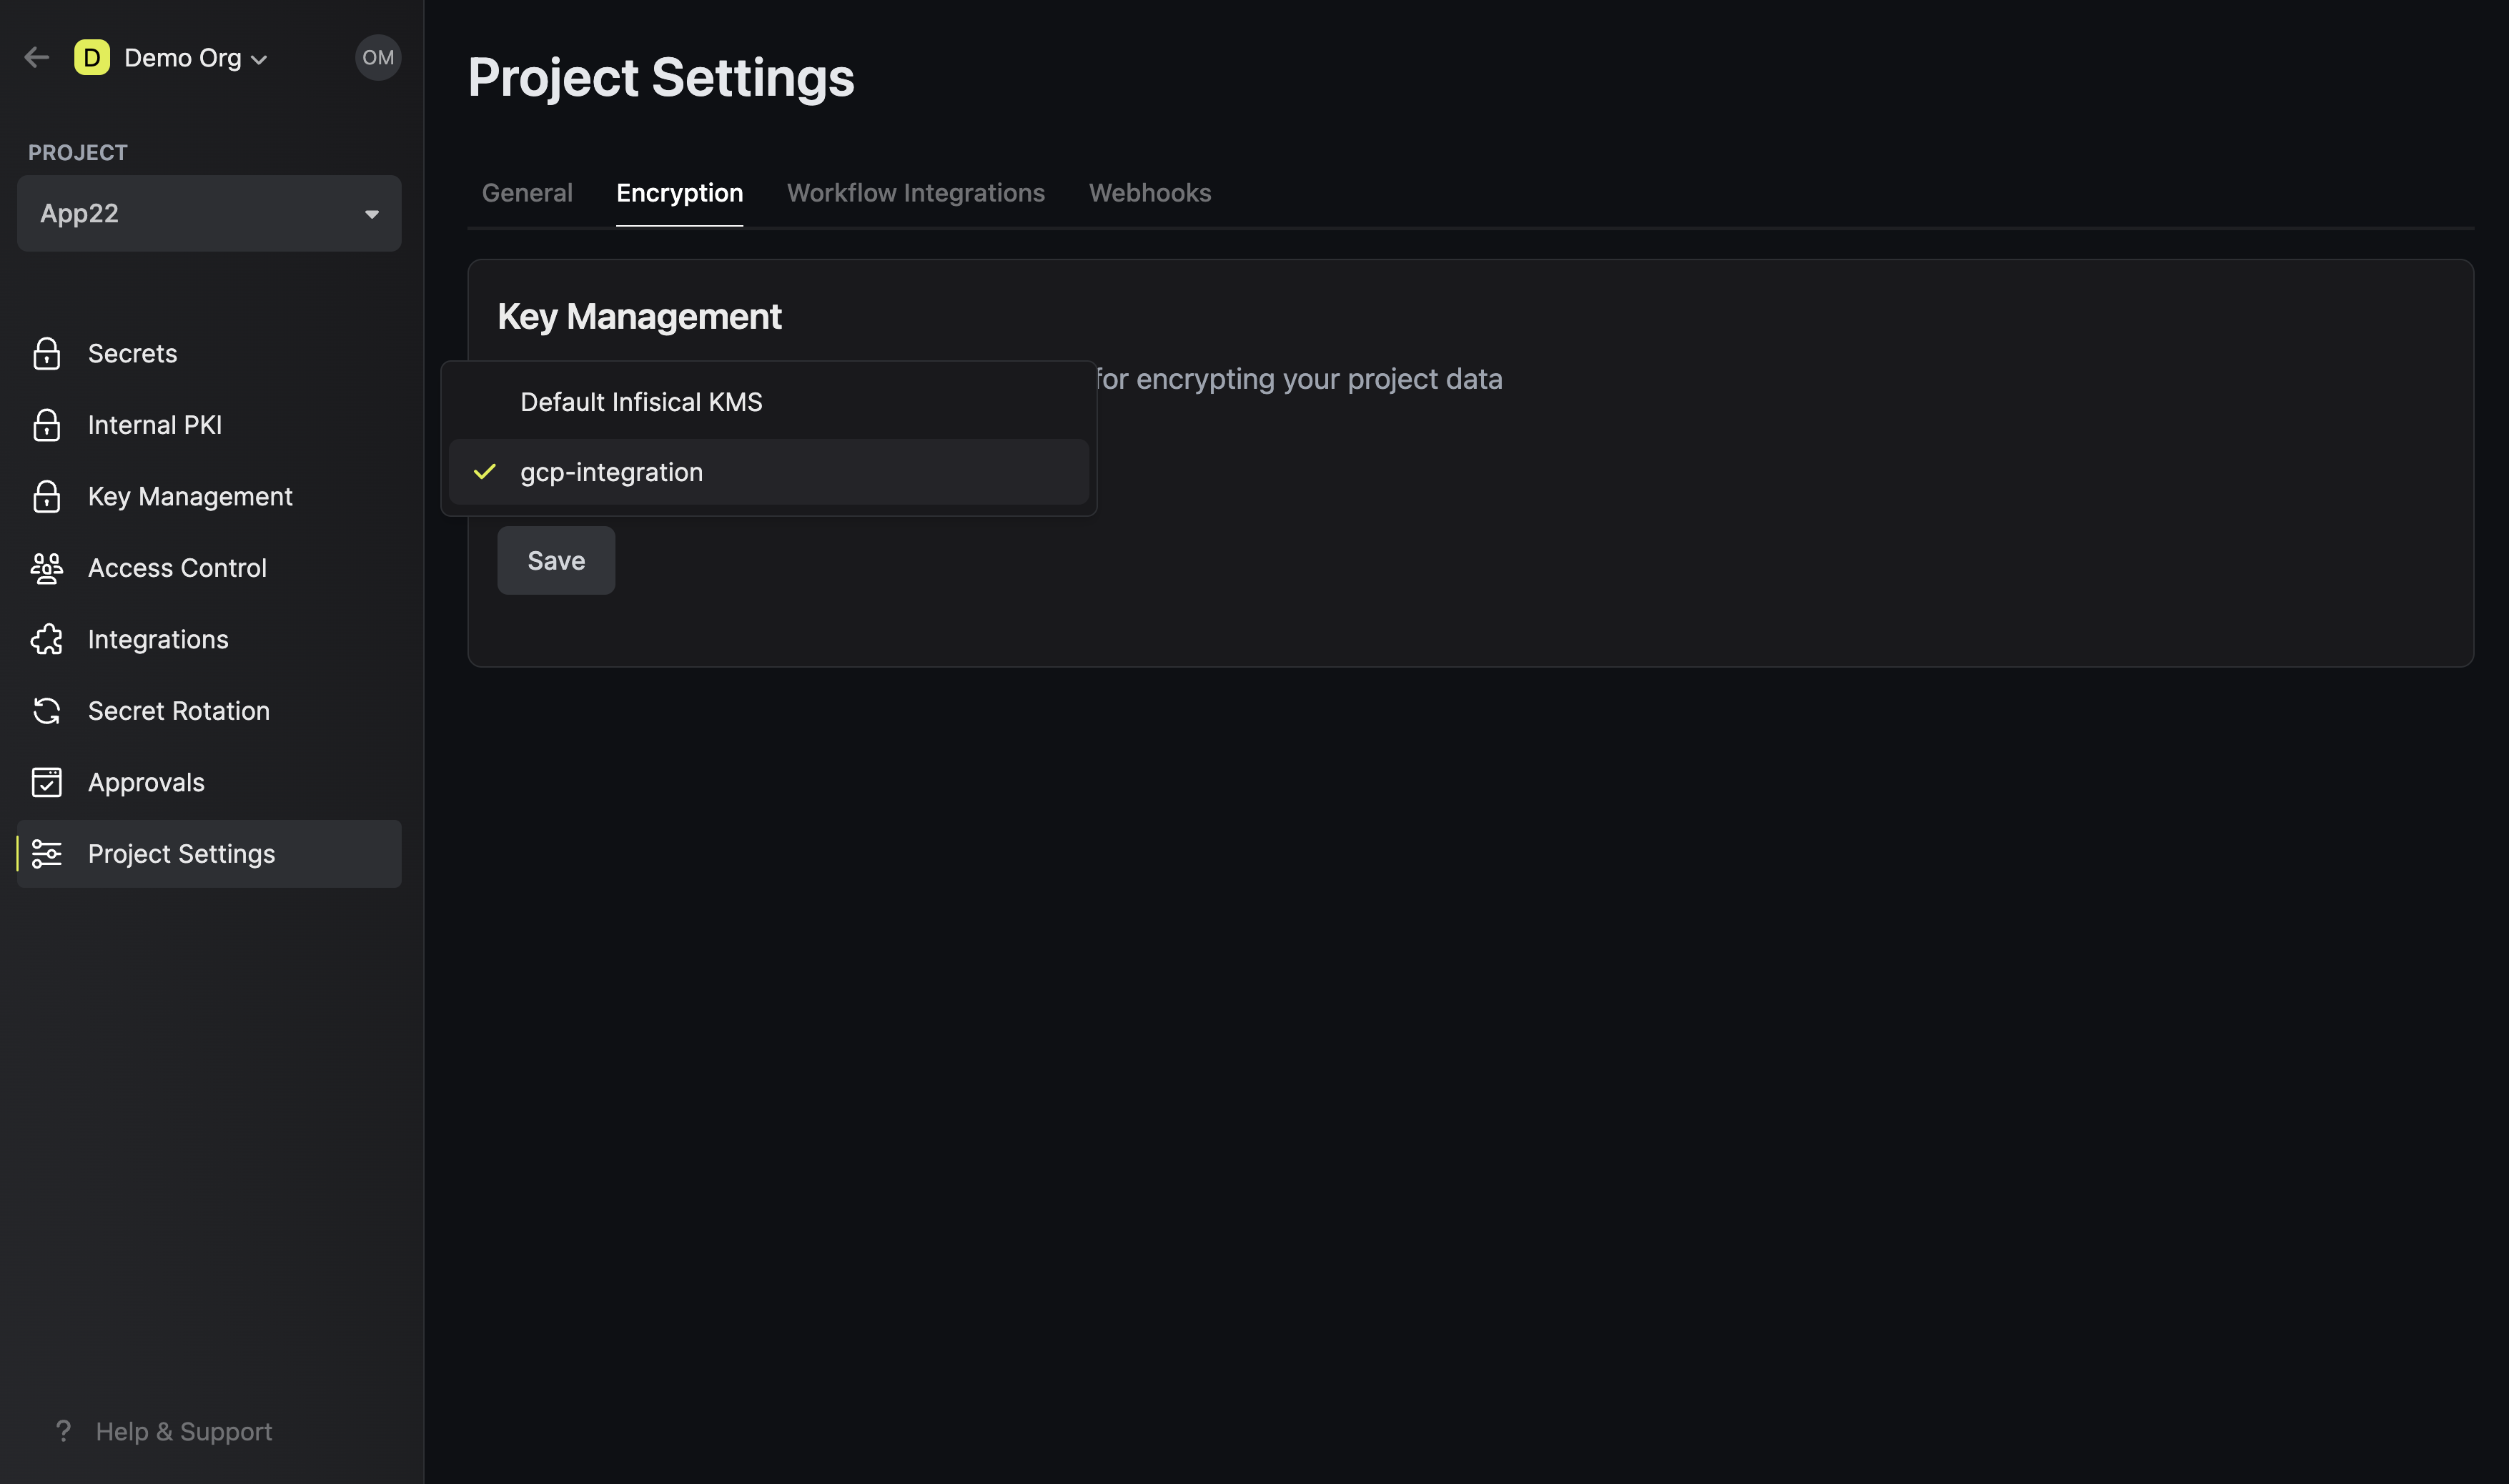 D Demo Org
OM
PROJECT
App22
Secrets
Internal PKI
Key Management
Access Control
Integrations
Secret Rotation
Approvals
Project Settings
? Help & Support
Project Settings
General Encryption Workflow Integrations Webhooks
Key Management
for encrypting your project data
Default Infisical KMS
gcp-integration
Save